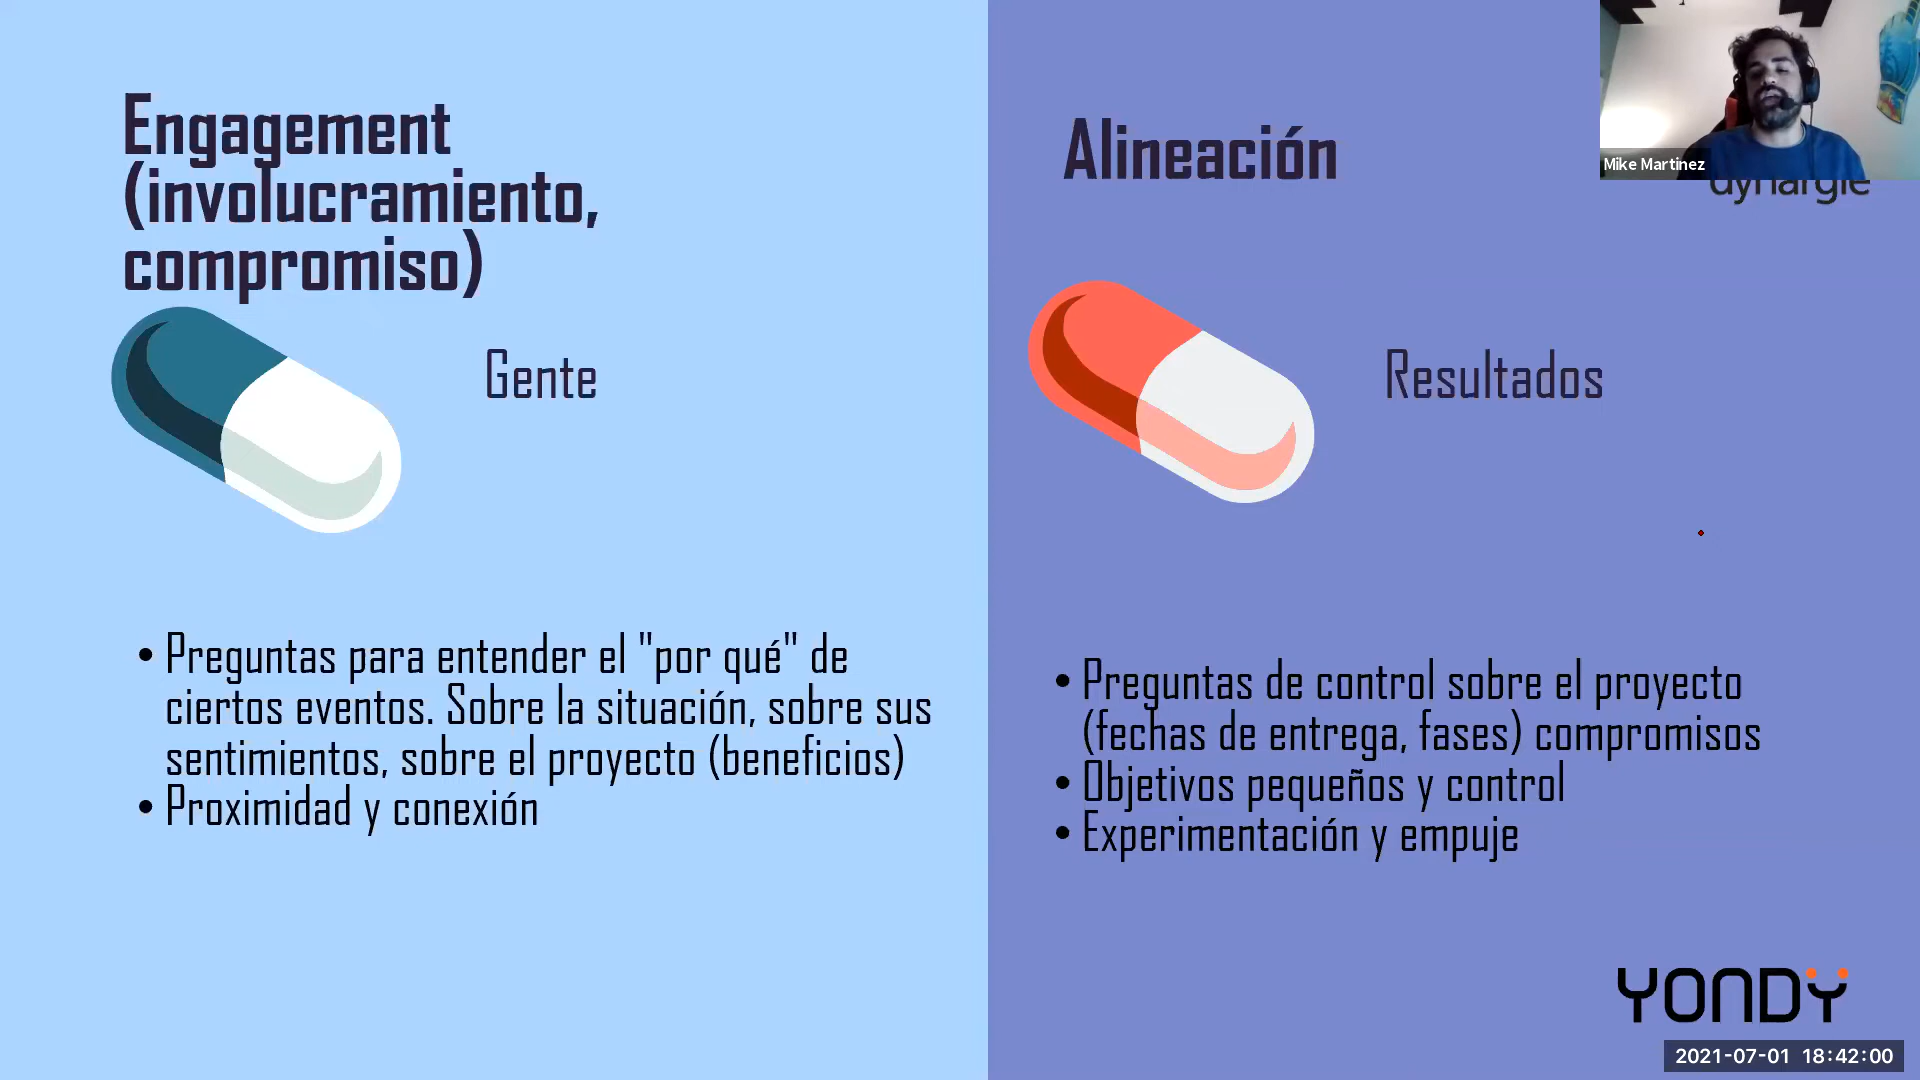 Engagement
(involucramiento,
compromiso)
Gente
• Preguntas para entender el "por qué" de
ciertos eventos. Sobre la situación, sobre sus
sentimientos, sobre el proyecto (beneficios)
• Proximidad y conexión
Alineación
Resultados
• Preguntas de control sobre el proyecto
(fechas de entrega, fases) compromisos
• Objetivos pequeños y control
• Experimentación y empuje
Mike Martinez
dynargie
YONDY
2021-07-01 18:42:00